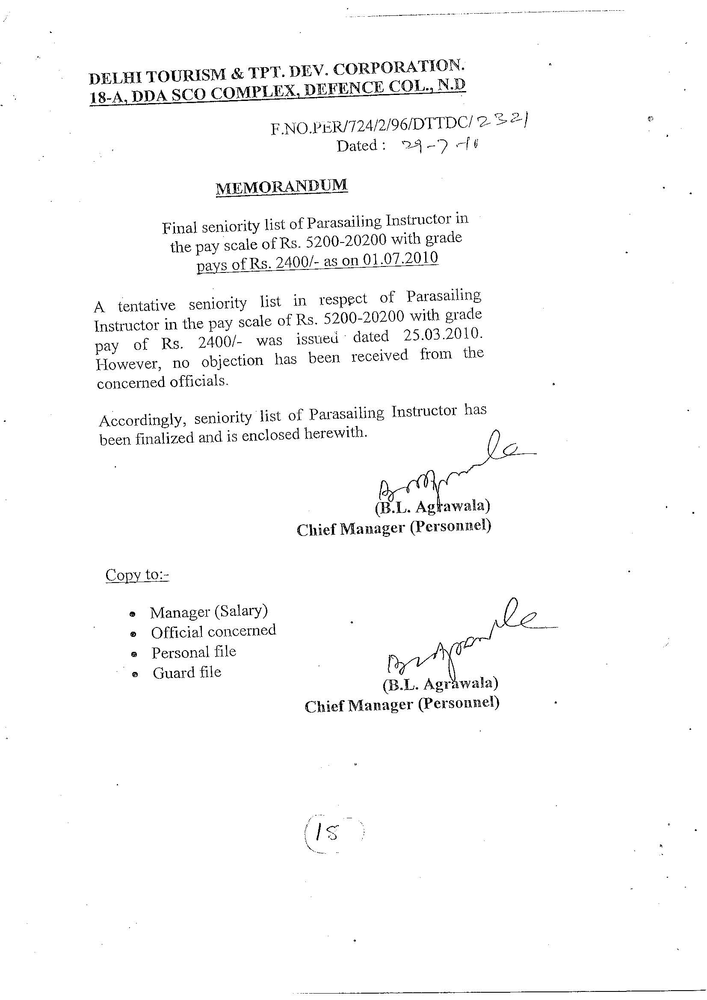 DELHI TOURISM & TPT. DEV. CORPORATION.
18-A, DDA SCO COMPLEX, DEFENCE COL., N.D
F.NO.PER/724/2/96/DTTDC/2321
Dated : 29-7-10
MEMORANDUM
Final seniority list of Parasailing Instructor in
the pay scale of Rs. 5200-20200 with grade
pays of Rs. 2400/- as on 01.07.2010
A tentative seniority list in respect of Parasailing
Instructor in the pay scale of Rs. 5200-20200 with grade
pay of Rs. 2400/- was issued dated 25.03.2010.
However, no objection has been received from the
concerned officials.
Accordingly, seniority list of Parasailing Instructor has
been finalized and is enclosed herewith.
(B.L. Agrawala)
Chief Manager (Personnel)
Copy to:-
• Manager (Salary)
• Official concerned
• Personal file
• Guard file
(B.L. Agrawala)
Chief Manager (Personnel)